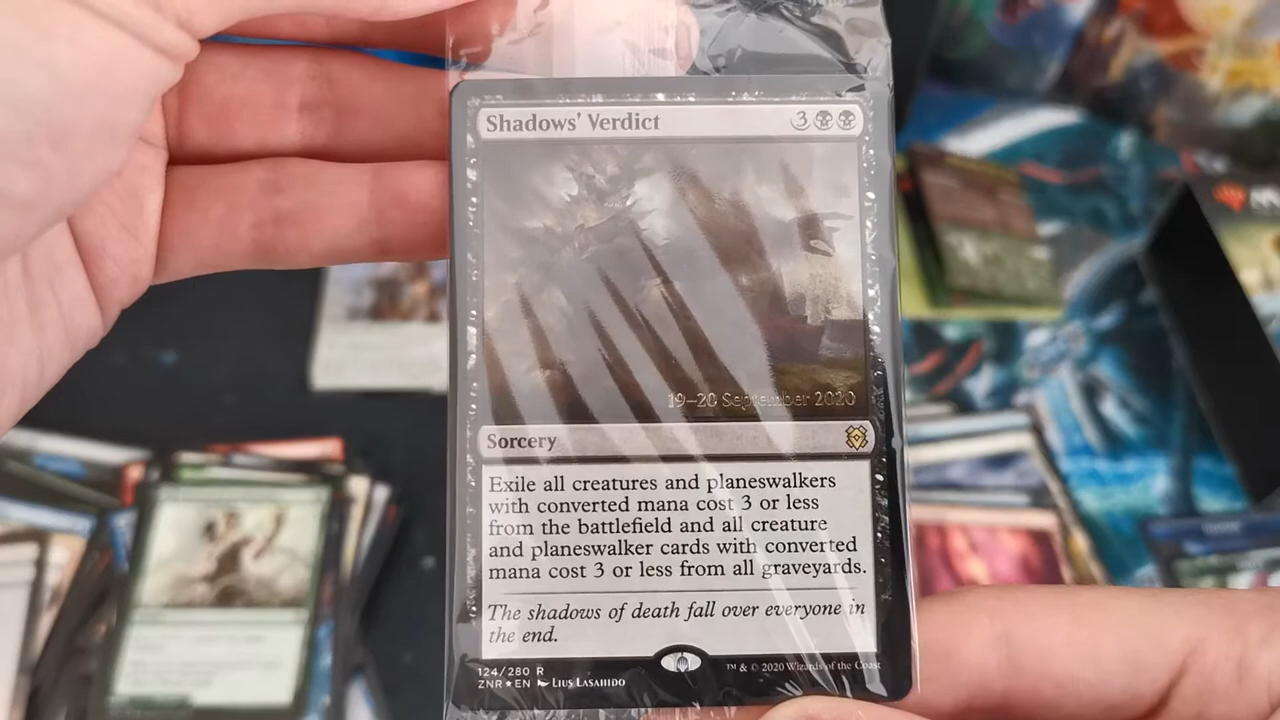 Shadows' Verdict 3
19–20 September 2020
Sorcery
Exile all creatures and planeswalkers
with converted mana cost 3 or less
from the battlefield and all creature
and planeswalker cards with converted
mana cost 3 or less from all graveyards.
The shadows of death fall over everyone in
the end.
124/280 R
ZNR★EN Lius Lasahido
™ & © 2020 Wizards of the Coast